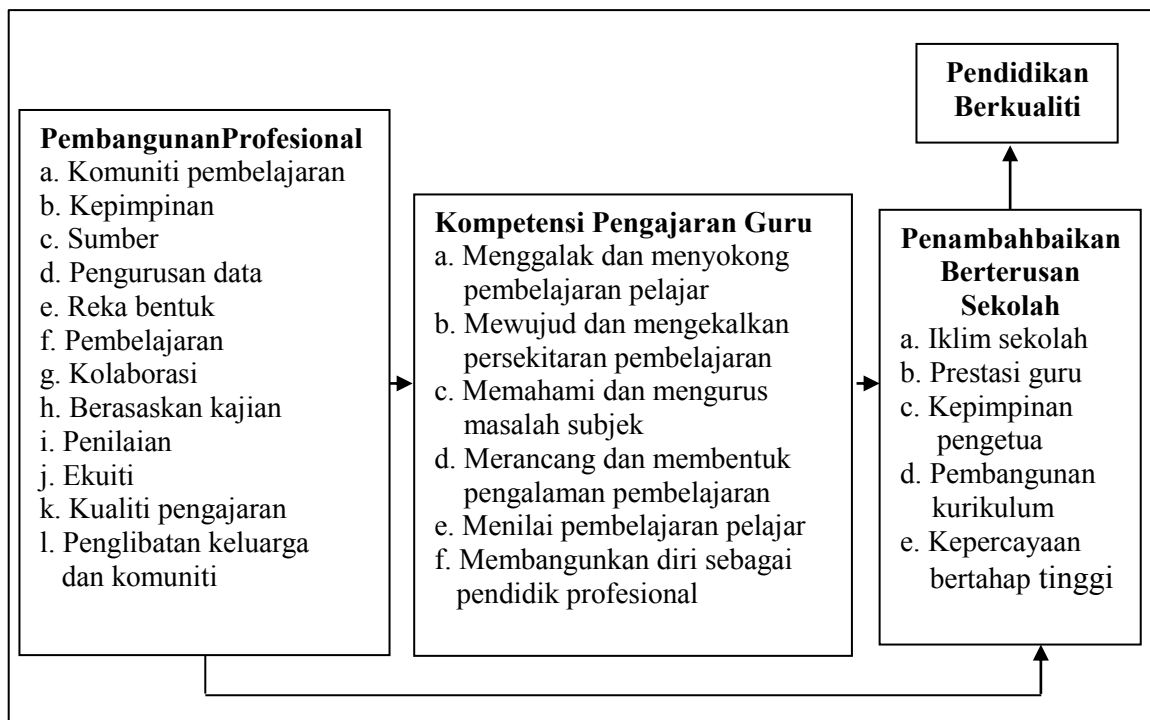 Pendidikan
Berkualiti
PembangunanProfesional
a. Komuniti pembelajaran
b. Kepimpinan
c. Sumber
d. Pengurusan data
e. Reka bentuk
f. Pembelajaran
g. Kolaborasi
h. Berasaskan kajian
i. Penilaian
j. Ekuiti
k. Kualiti pengajaran
l. Penglibatan keluarga
dan komuniti
Kompetensi Pengajaran Guru
a. Menggalak dan menyokong
pembelajaran pelajar
b. Mewujud dan mengekalkan
persekitaran pembelajaran
c. Memahami dan mengurus
masalah subjek
d. Merancang dan membentuk
pengalaman pembelajaran
e. Menilai pembelajaran pelajar
f. Membangunkan diri sebagai
pendidik profesional
Penambahbaikan
Berterusan
Sekolah
a. Iklim sekolah
b. Prestasi guru
c. Kepimpinan
pengetua
d. Pembangunan
kurikulum
e. Kepercayaan
bertahap tinggi